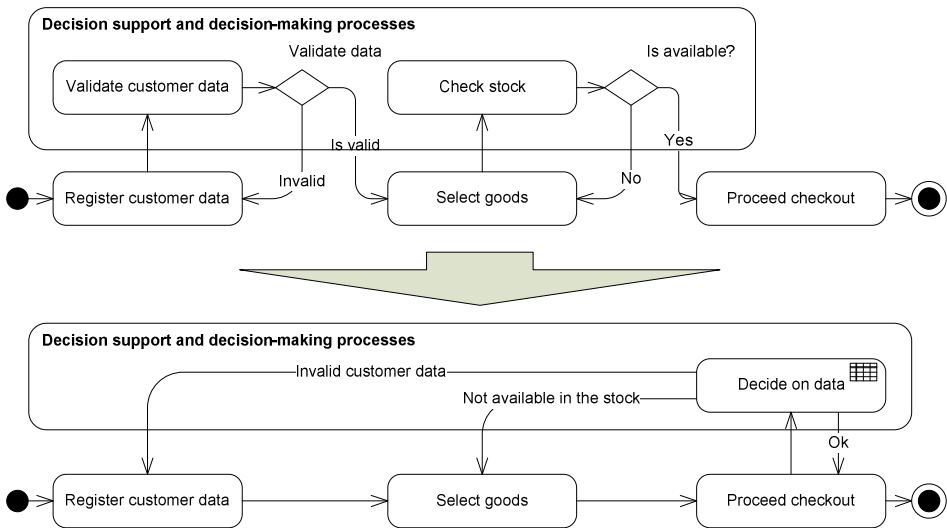 Decision support and decision-making processes
Validate data
Is available?
Validate customer data
Check stock
Is valid
Yes
Invalid
No
Register customer data
Select goods
Proceed checkout
Decision support and decision-making processes
Invalid customer data
Decide on data
Not available in the stock
Ok
Register customer data
Select goods
Proceed checkout